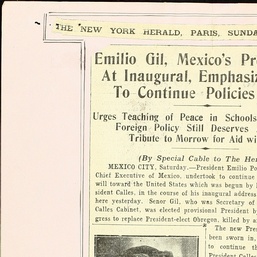 THE NEW YORK HERALD, PARIS, SUNDA
Emilio Gil, Mexico's Pr
At Inaugural, Emphasiz
To Continue Policies
Urges Teaching of Peace in Schools
Foreign Policy Still Deserves
Tribute to Morrow for Aid wi
(By Special Cable to The Her
MEXICO CITY, Saturday.—President Emilio Po
Chief Executive of Mexico, undertook to continue
will toward the United States which was begun by
sident Calles, in the course of his inaugural address
here yesterday. Senor Gil, who was Secretary of
Calles Cabinet, was elected provisional President b
gress to replace President-elect Obregon, killed by a
The new Pres
been sworn in,
to continue th
President Calles